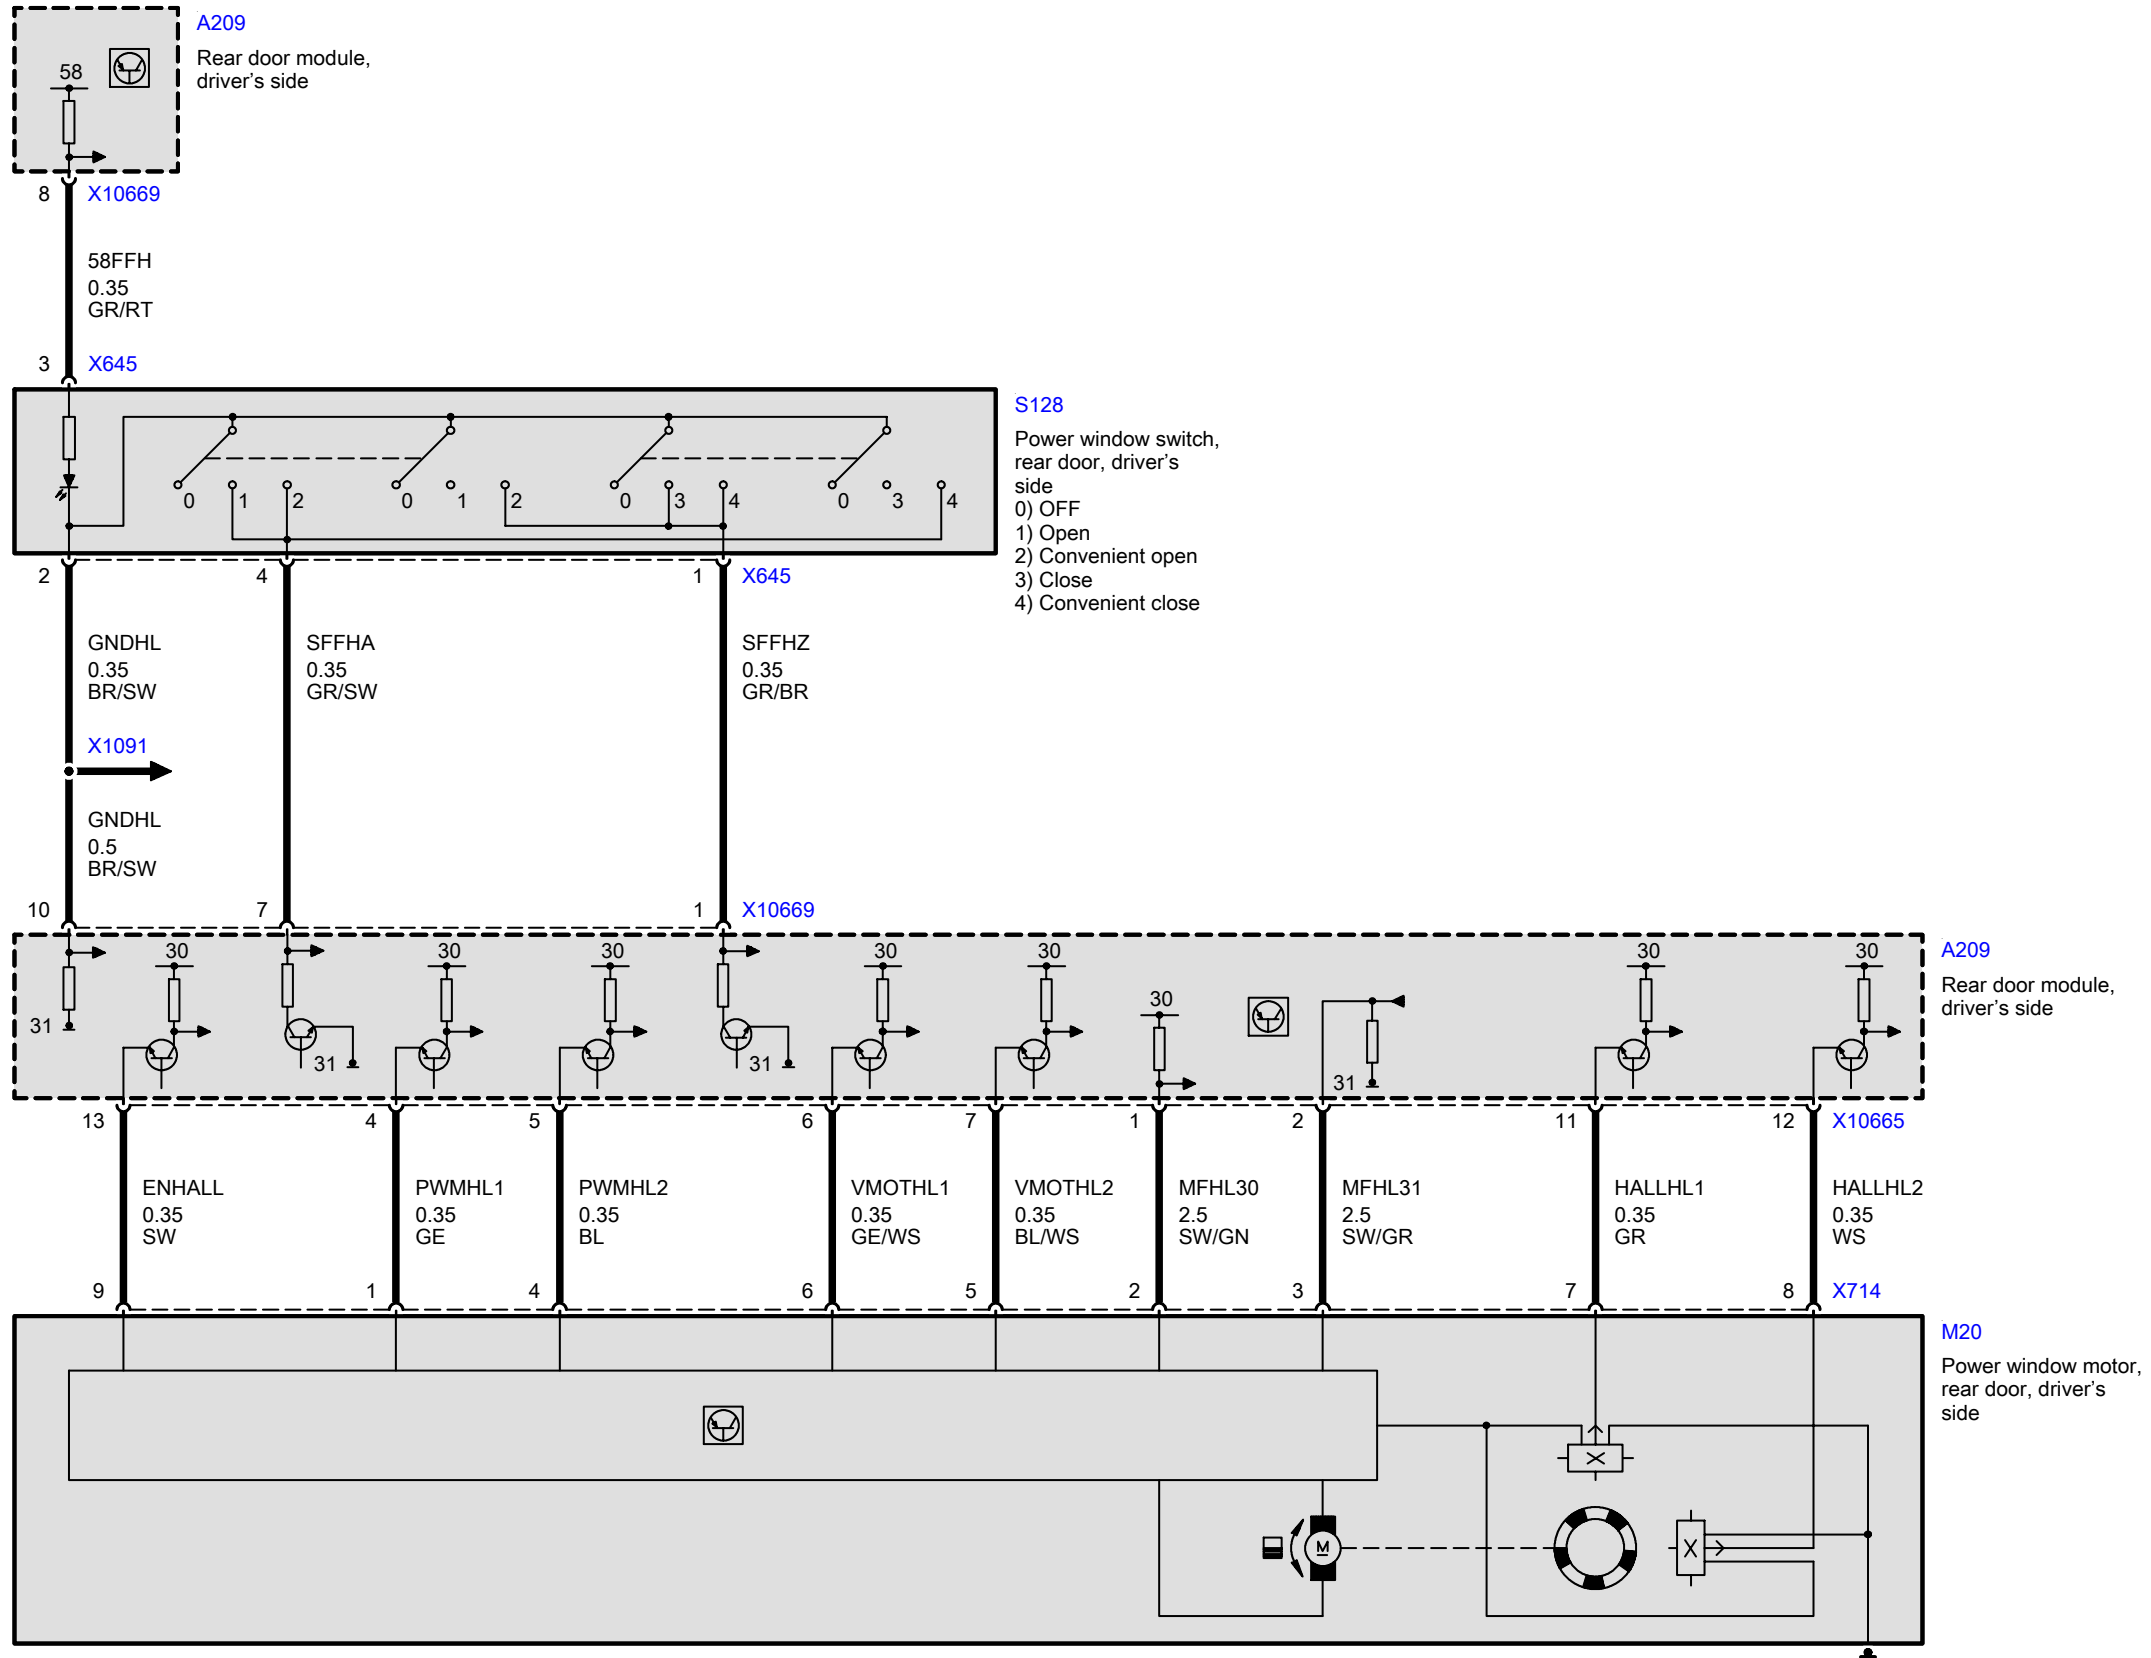 A209
Rear door module,
driver's side
58
8 X10669
58FFH
0.35
GR/RT
3 X645
S128
Power window switch,
rear door, driver's
side
0) OFF
1) Open
2) Convenient open
3) Close
4) Convenient close
0 1 2 0 1 2 0 3 4 0 3 4
2 4 1 X645
GNDHL
0.35
BR/SW
SFFHA
0.35
GR/SW
SFFHZ
0.35
GR/BR
X1091
GNDHL
0.5
BR/SW
10 7 1 X10669
A209
Rear door module,
driver's side
30 30 30 30 30 30 30 30
31 31 31 31
13 4 5 6 7 1 2 11 12 X10665
ENHALL
0.35
SW
PWMHL1
0.35
GE
PWMHL2
0.35
BL
VMOTHL1
0.35
GE/WS
VMOTHL2
0.35
BL/WS
MFHL30
2.5
SW/GN
MFHL31
2.5
SW/GR
HALLHL1
0.35
GR
HALLHL2
0.35
WS
9 1 4 6 5 2 3 7 8 X714
M20
Power window motor,
rear door, driver's
side
M